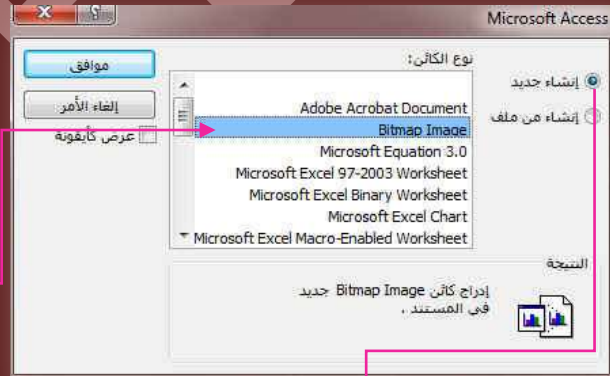 Microsoft Access
نوع الكائن:
إنشاء جديد
إنشاء من ملف
Adobe Acrobat Document
Bitmap Image
Microsoft Equation 3.0
Microsoft Excel 97-2003 Worksheet
Microsoft Excel Binary Worksheet
Microsoft Excel Chart
Microsoft Excel Macro-Enabled Worksheet
موافق
إلغاء الأمر
عرض كأيقونة
النتيجة
إدراج كائن Bitmap Image جديد
في المستند .